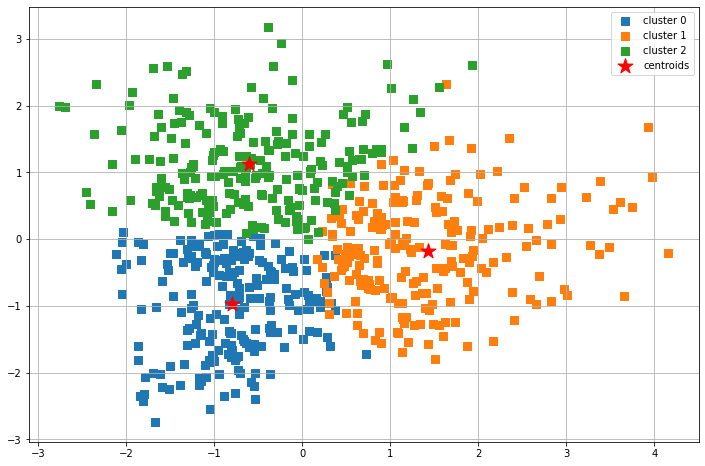 cluster 0
cluster 1
cluster 2
centroids
3
2
1
0
−1
−2
−3
−3 −2 −1 0 1 2 3 4